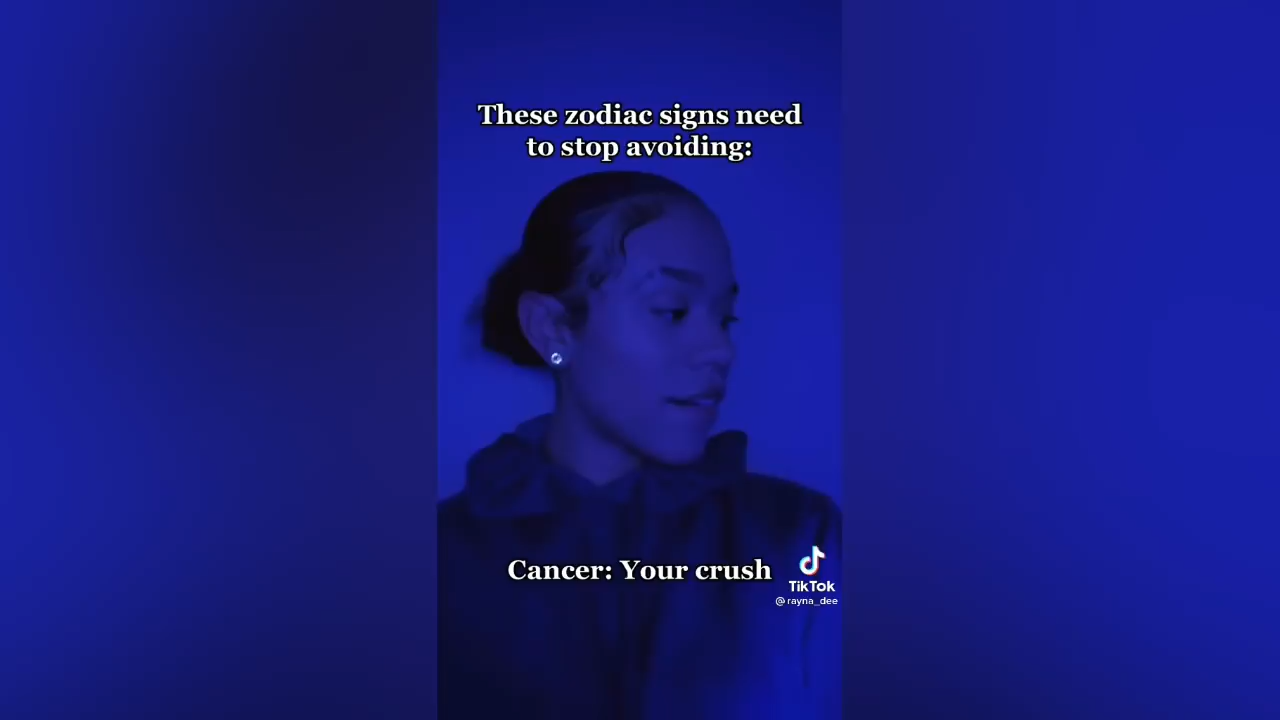 These zodiac signs need
to stop avoiding:
Cancer: Your crush
TikTok
@rayna_dee